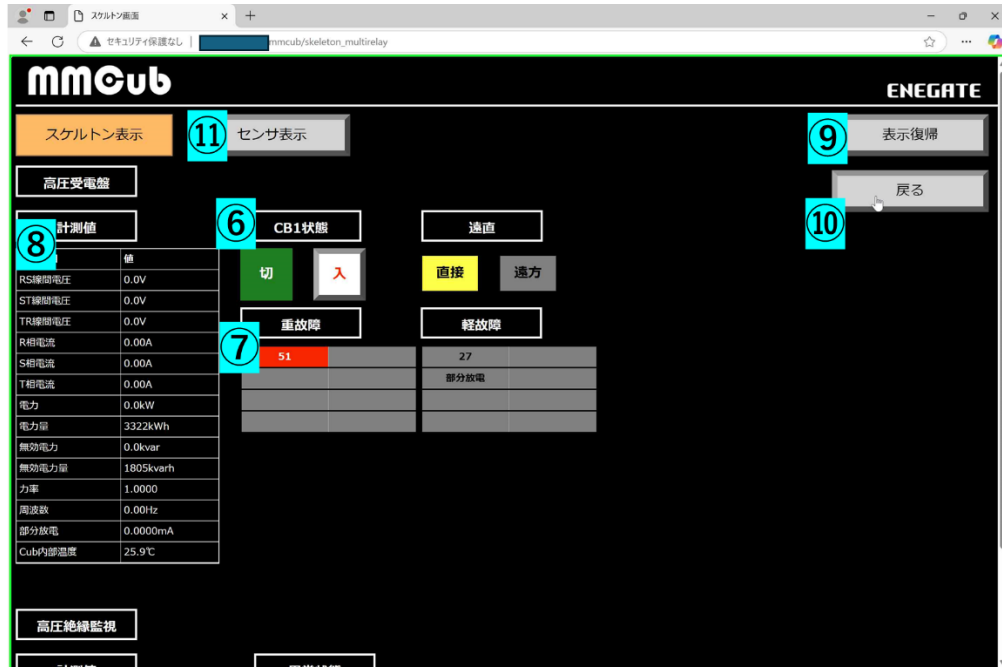 スケルトン画面
セキュリティ保護なし
mmcub/skeleton_multirelay
MMCub
ENEGATE
スケルトン表示
⑪
センサ表示
⑨
表示復帰
高圧受電盤
戻る
⑩
計測値
⑧
⑥
CB1状態
遠直
切
入
直接
遠方
値
RS線間電圧 0.0V
ST線間電圧 0.0V
TR線間電圧 0.0V
R相電流 0.00A
S相電流 0.00A
T相電流 0.00A
電力 0.0kW
電力量 3322kWh
無効電力 0.0kvar
無効電力量 1805kvarh
力率 1.0000
周波数 0.00Hz
部分放電 0.0000mA
Cub内部温度 25.9℃
⑦
重故障
軽故障
51
27
部分放電
高圧絶縁監視
計測値